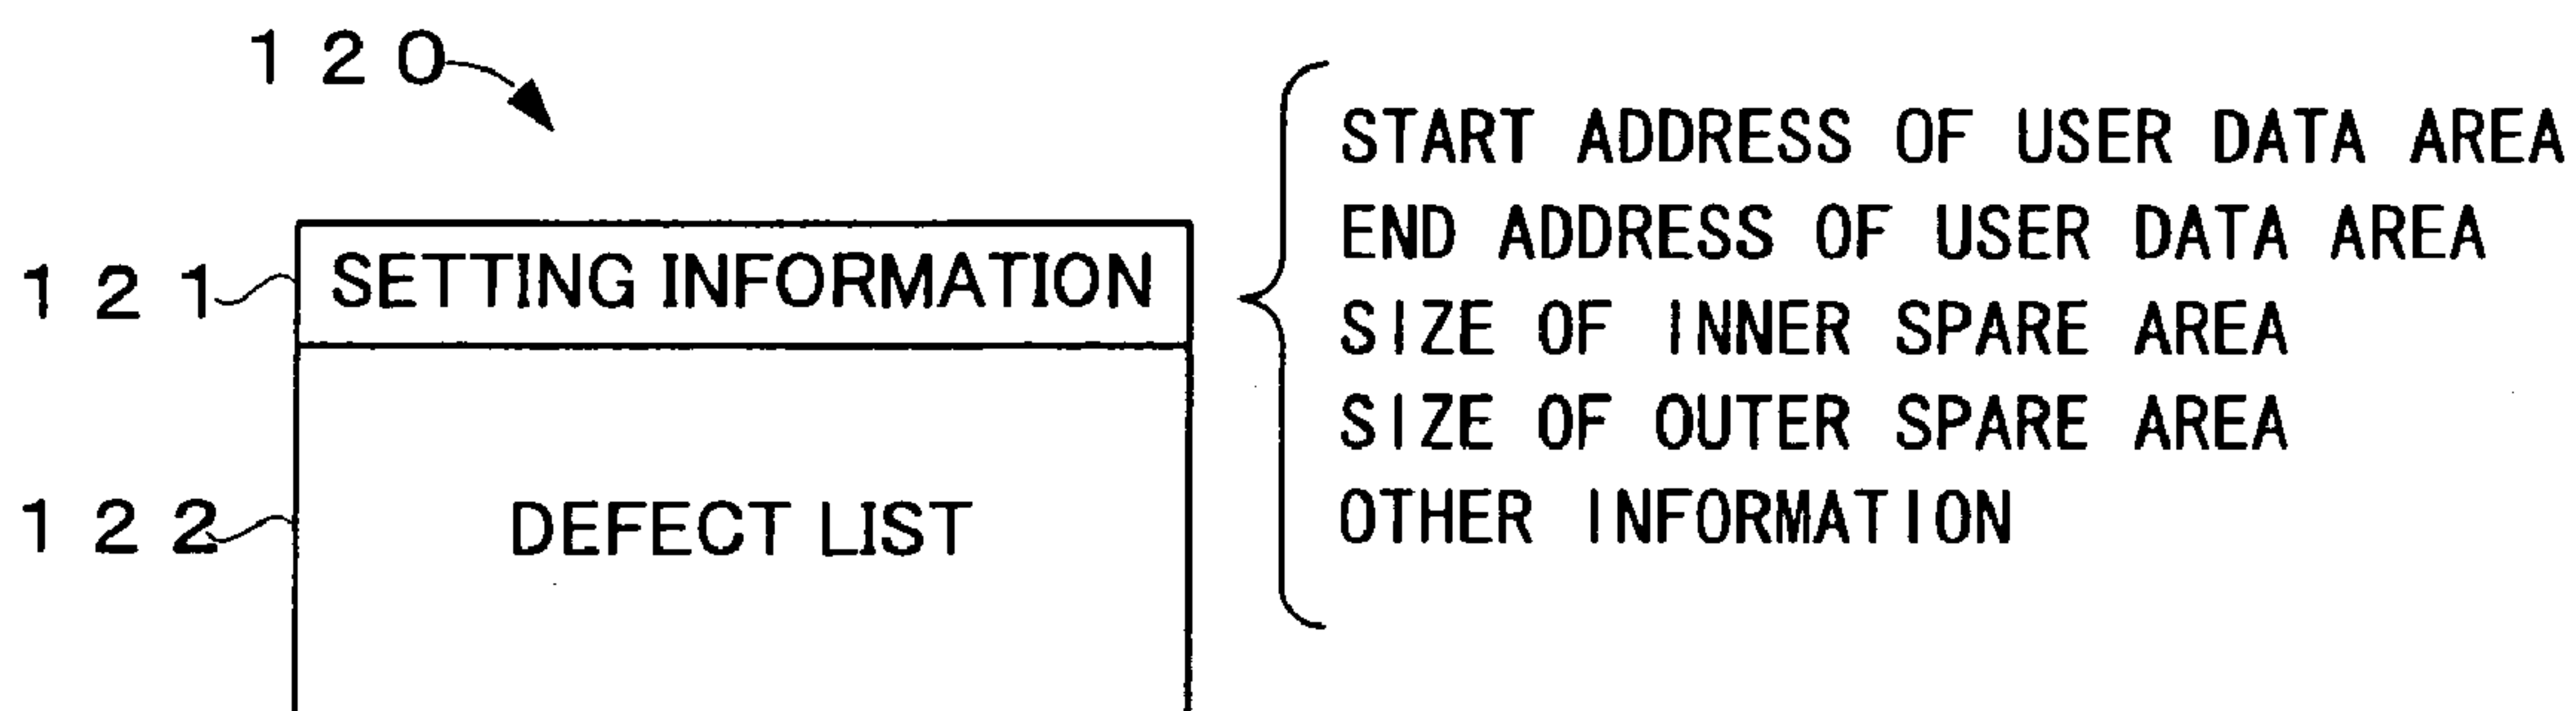 120
121
SETTING INFORMATION
122
DEFECT LIST
START ADDRESS OF USER DATA AREA
END ADDRESS OF USER DATA AREA
SIZE OF INNER SPARE AREA
SIZE OF OUTER SPARE AREA
OTHER INFORMATION